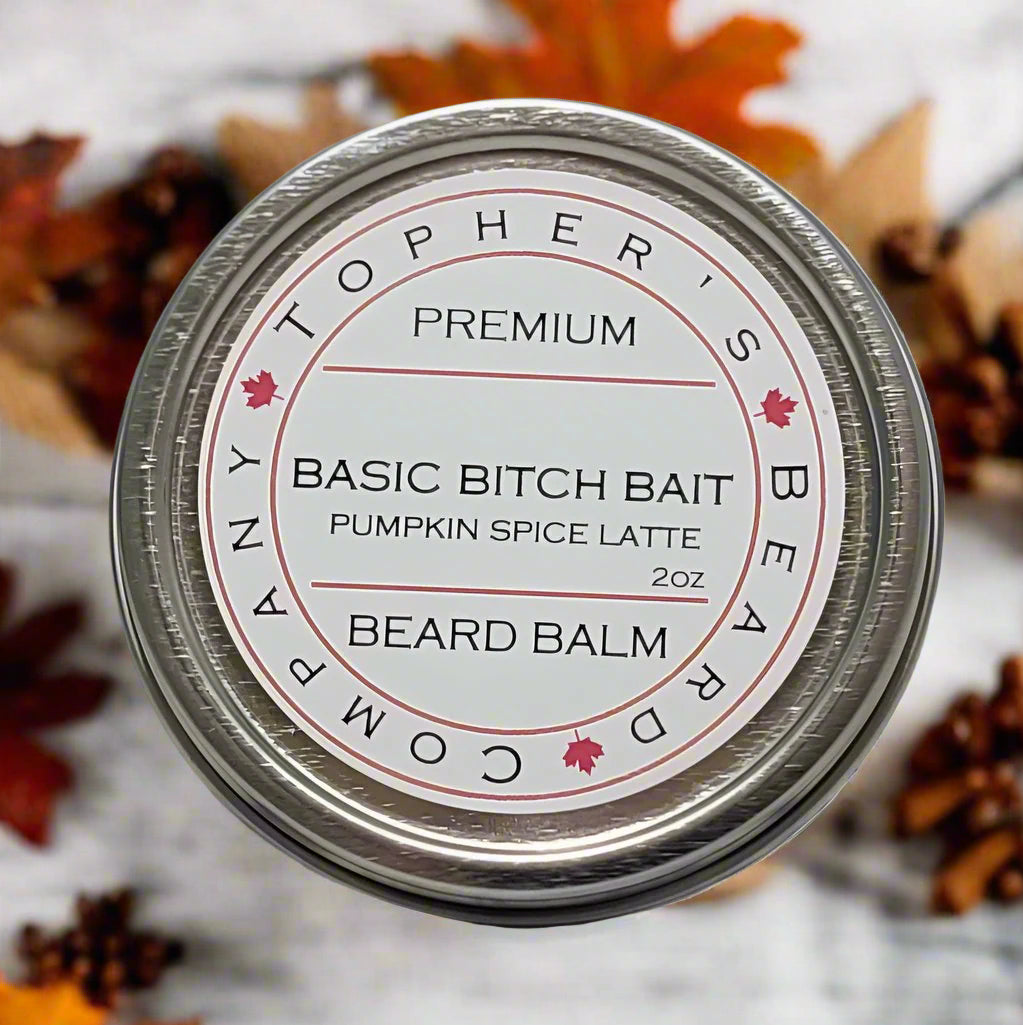 TOPHER'S BEARD COMPANY
PREMIUM
BASIC BITCH BAIT
PUMPKIN SPICE LATTE
2oz
BEARD BALM